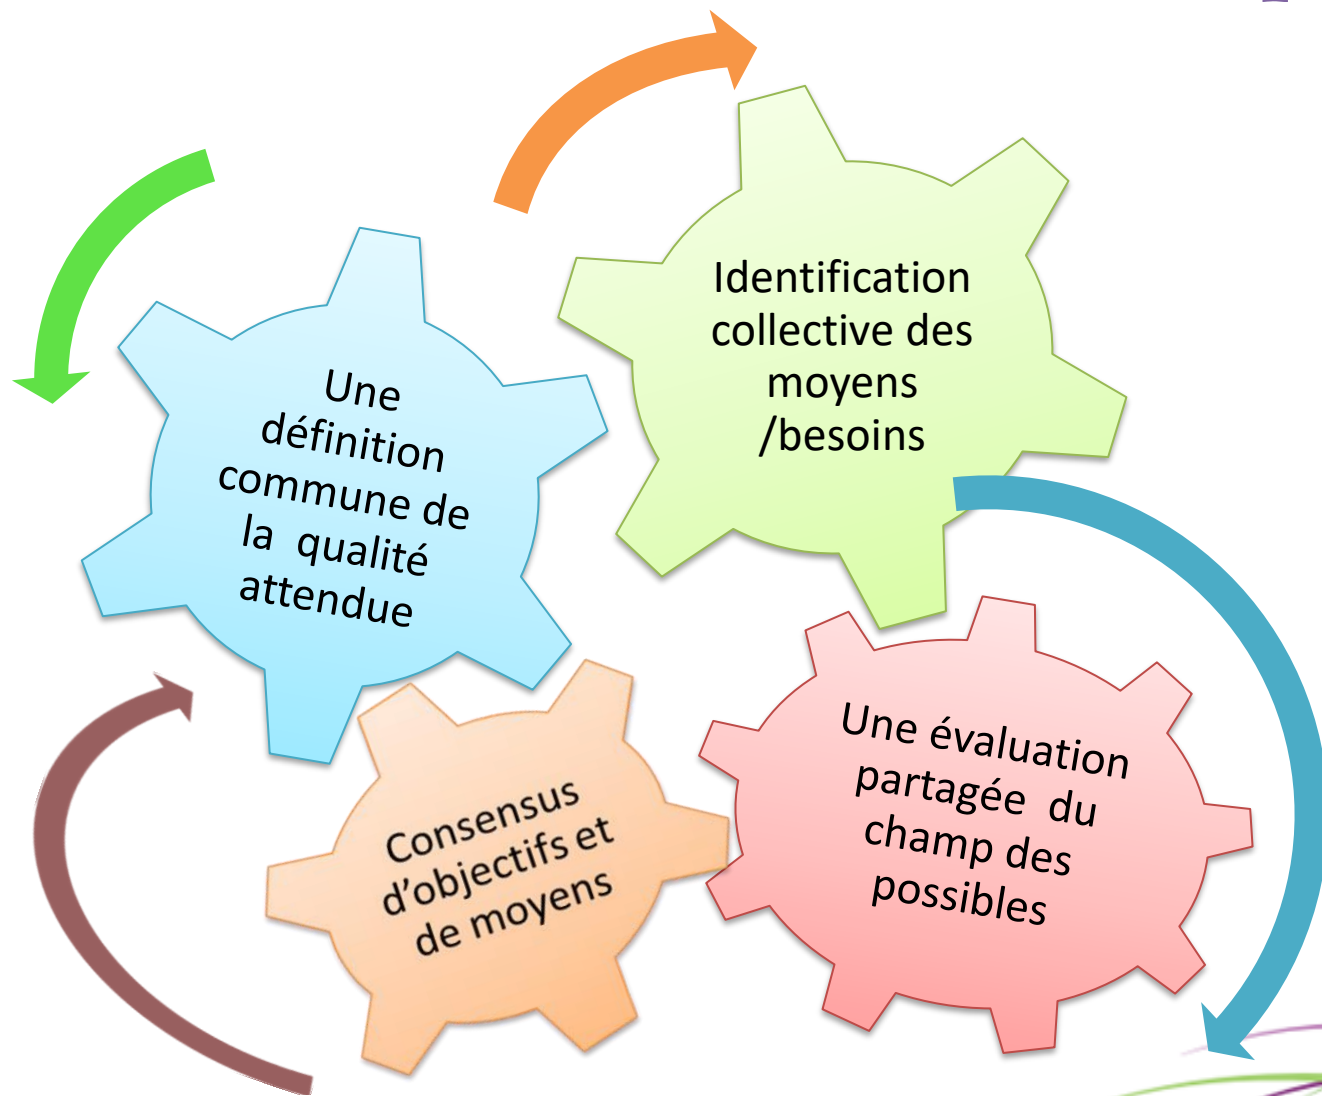 Une
définition
commune de
la qualité
attendue
Identification
collective des
moyens
/besoins
Une évaluation
partagée du
champ des
possibles
Consensus
d’objectifs et
de moyens